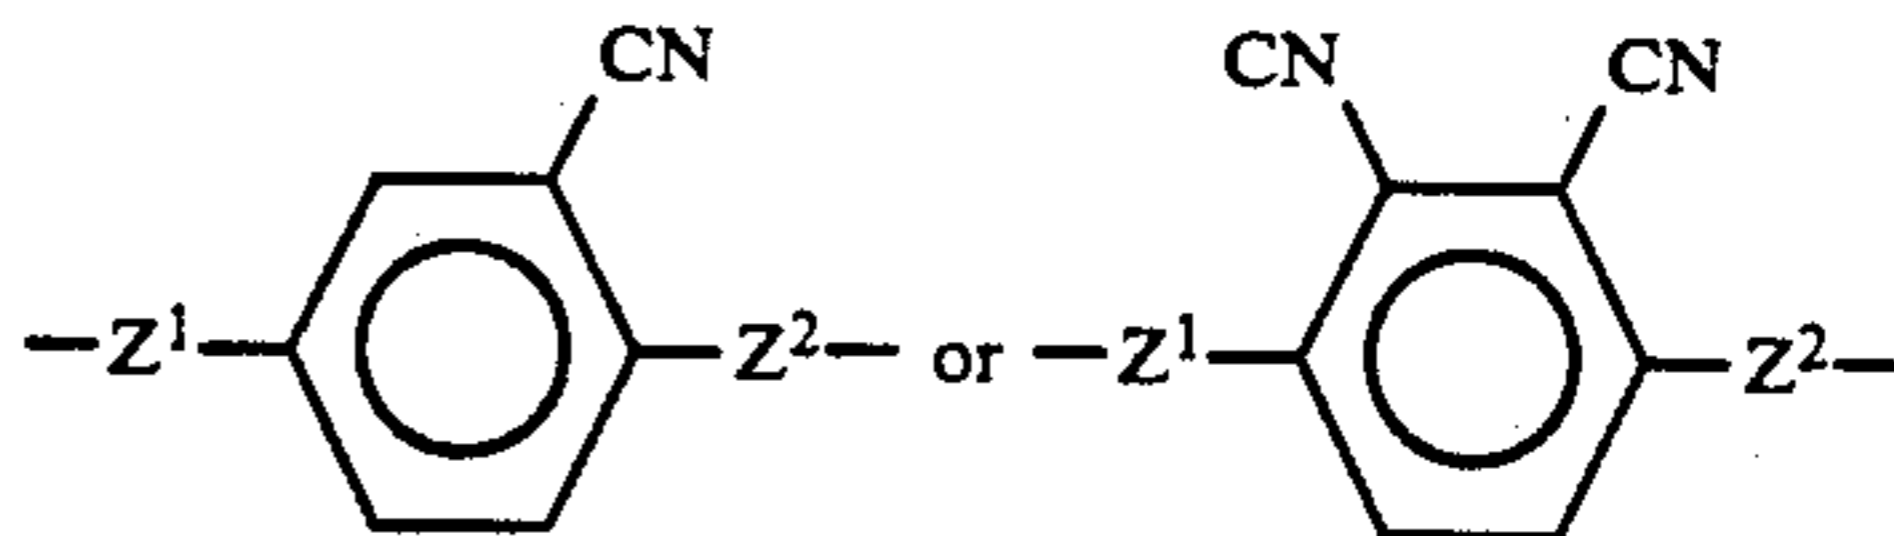 CN CN CN
—Z¹— —Z²— or —Z¹— —Z²—